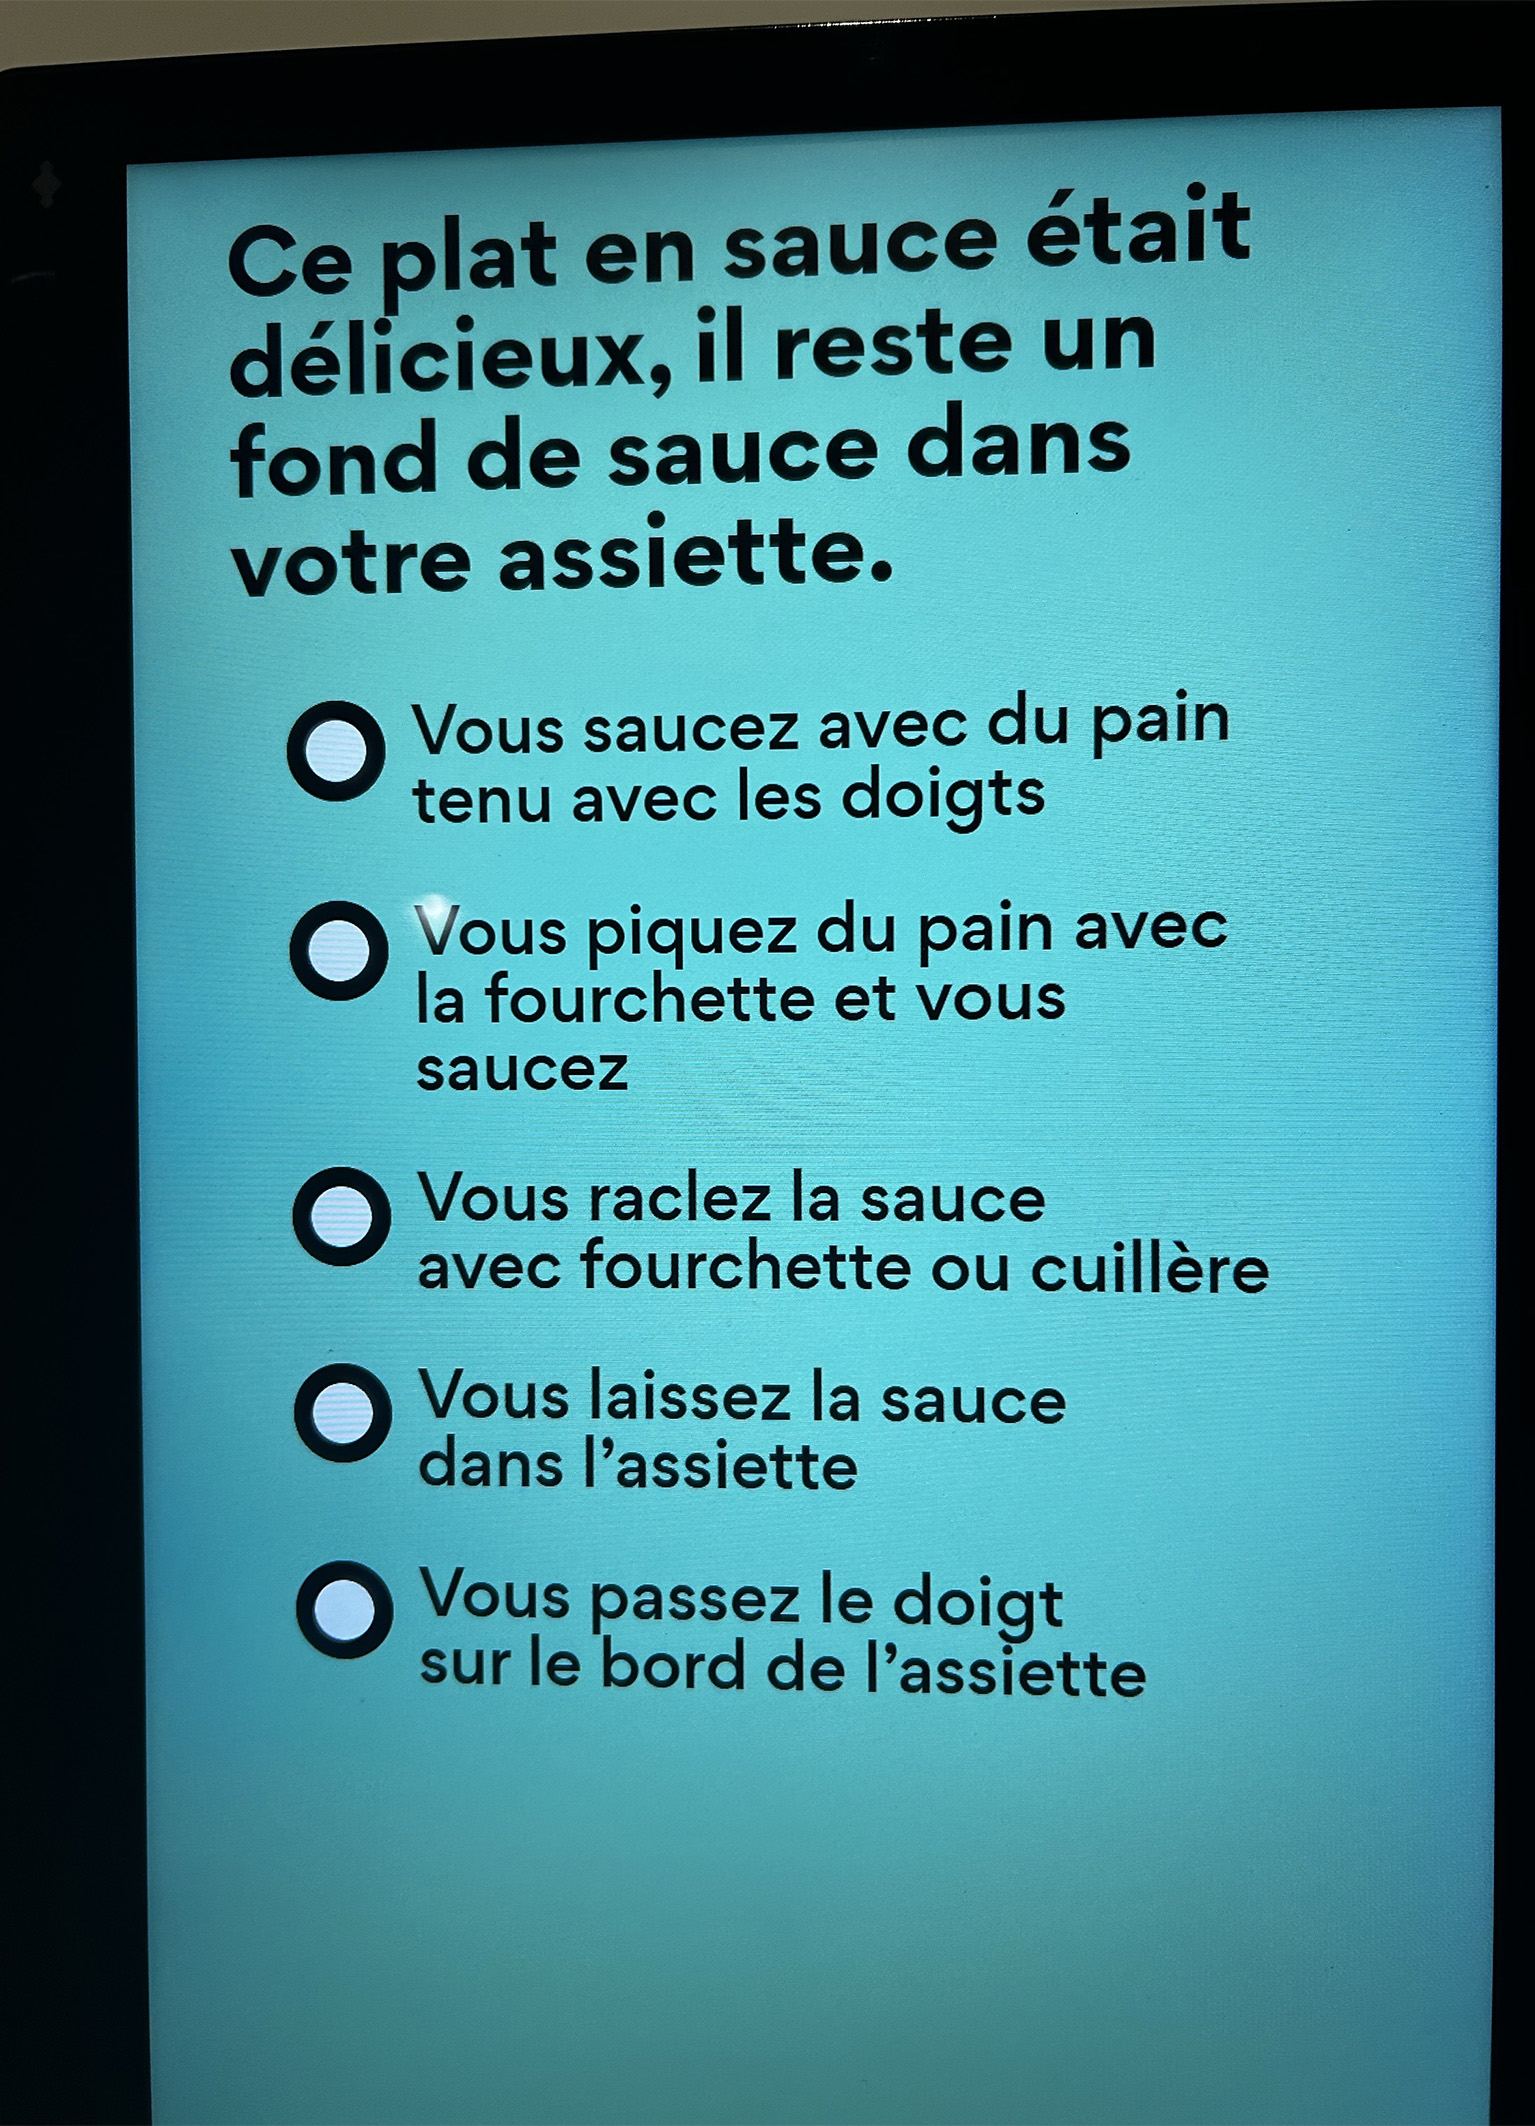 Ce plat en sauce était
délicieux, il reste un
fond de sauce dans
votre assiette.
Vous saucez avec du pain
tenu avec les doigts
Vous piquez du pain avec
la fourchette et vous
saucez
Vous raclez la sauce
avec fourchette ou cuillère
Vous laissez la sauce
dans l’assiette
Vous passez le doigt
sur le bord de l’assiette